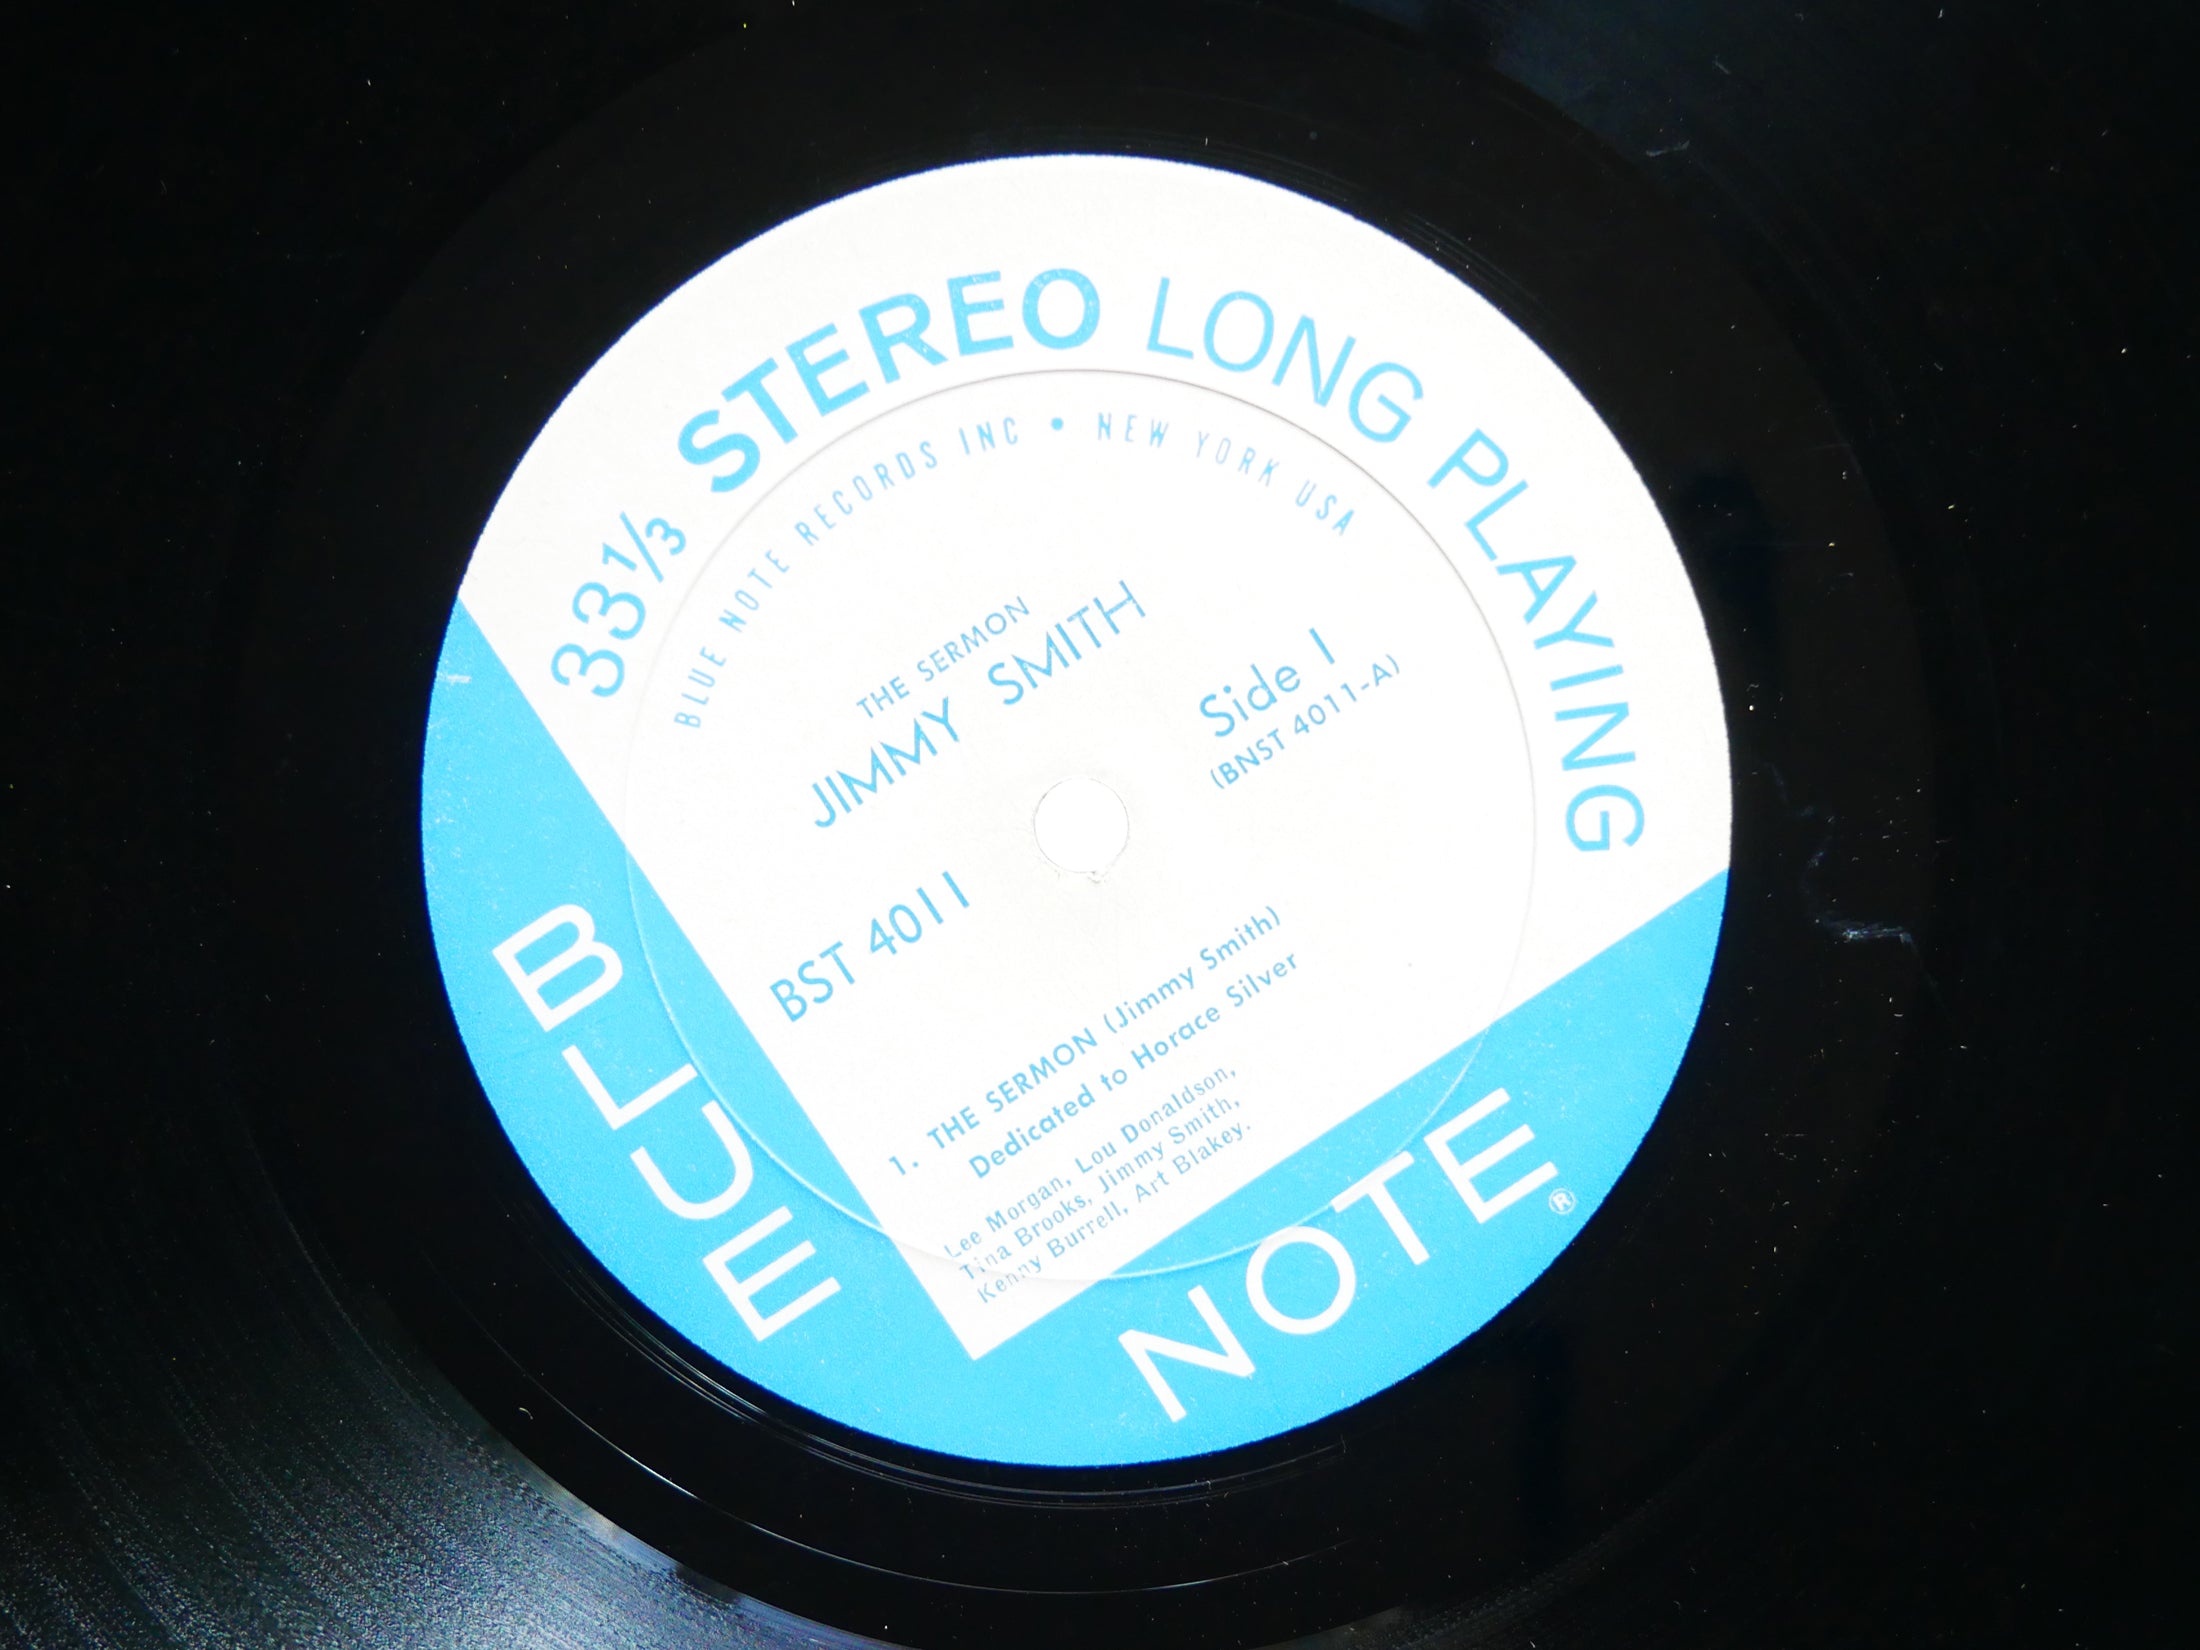 33⅓ STEREO LONG PLAYING
BLUE NOTE RECORDS INC • NEW YORK USA
THE SERMON
JIMMY SMITH
Side 1
(BNST 4011-A)
BST 4011
1. THE SERMON (Jimmy Smith)
Dedicated to Horace Silver
Lee Morgan, Lou Donaldson,
Tina Brooks, Jimmy Smith,
Kenny Burrell, Art Blakey.
BLUE
NOTE®